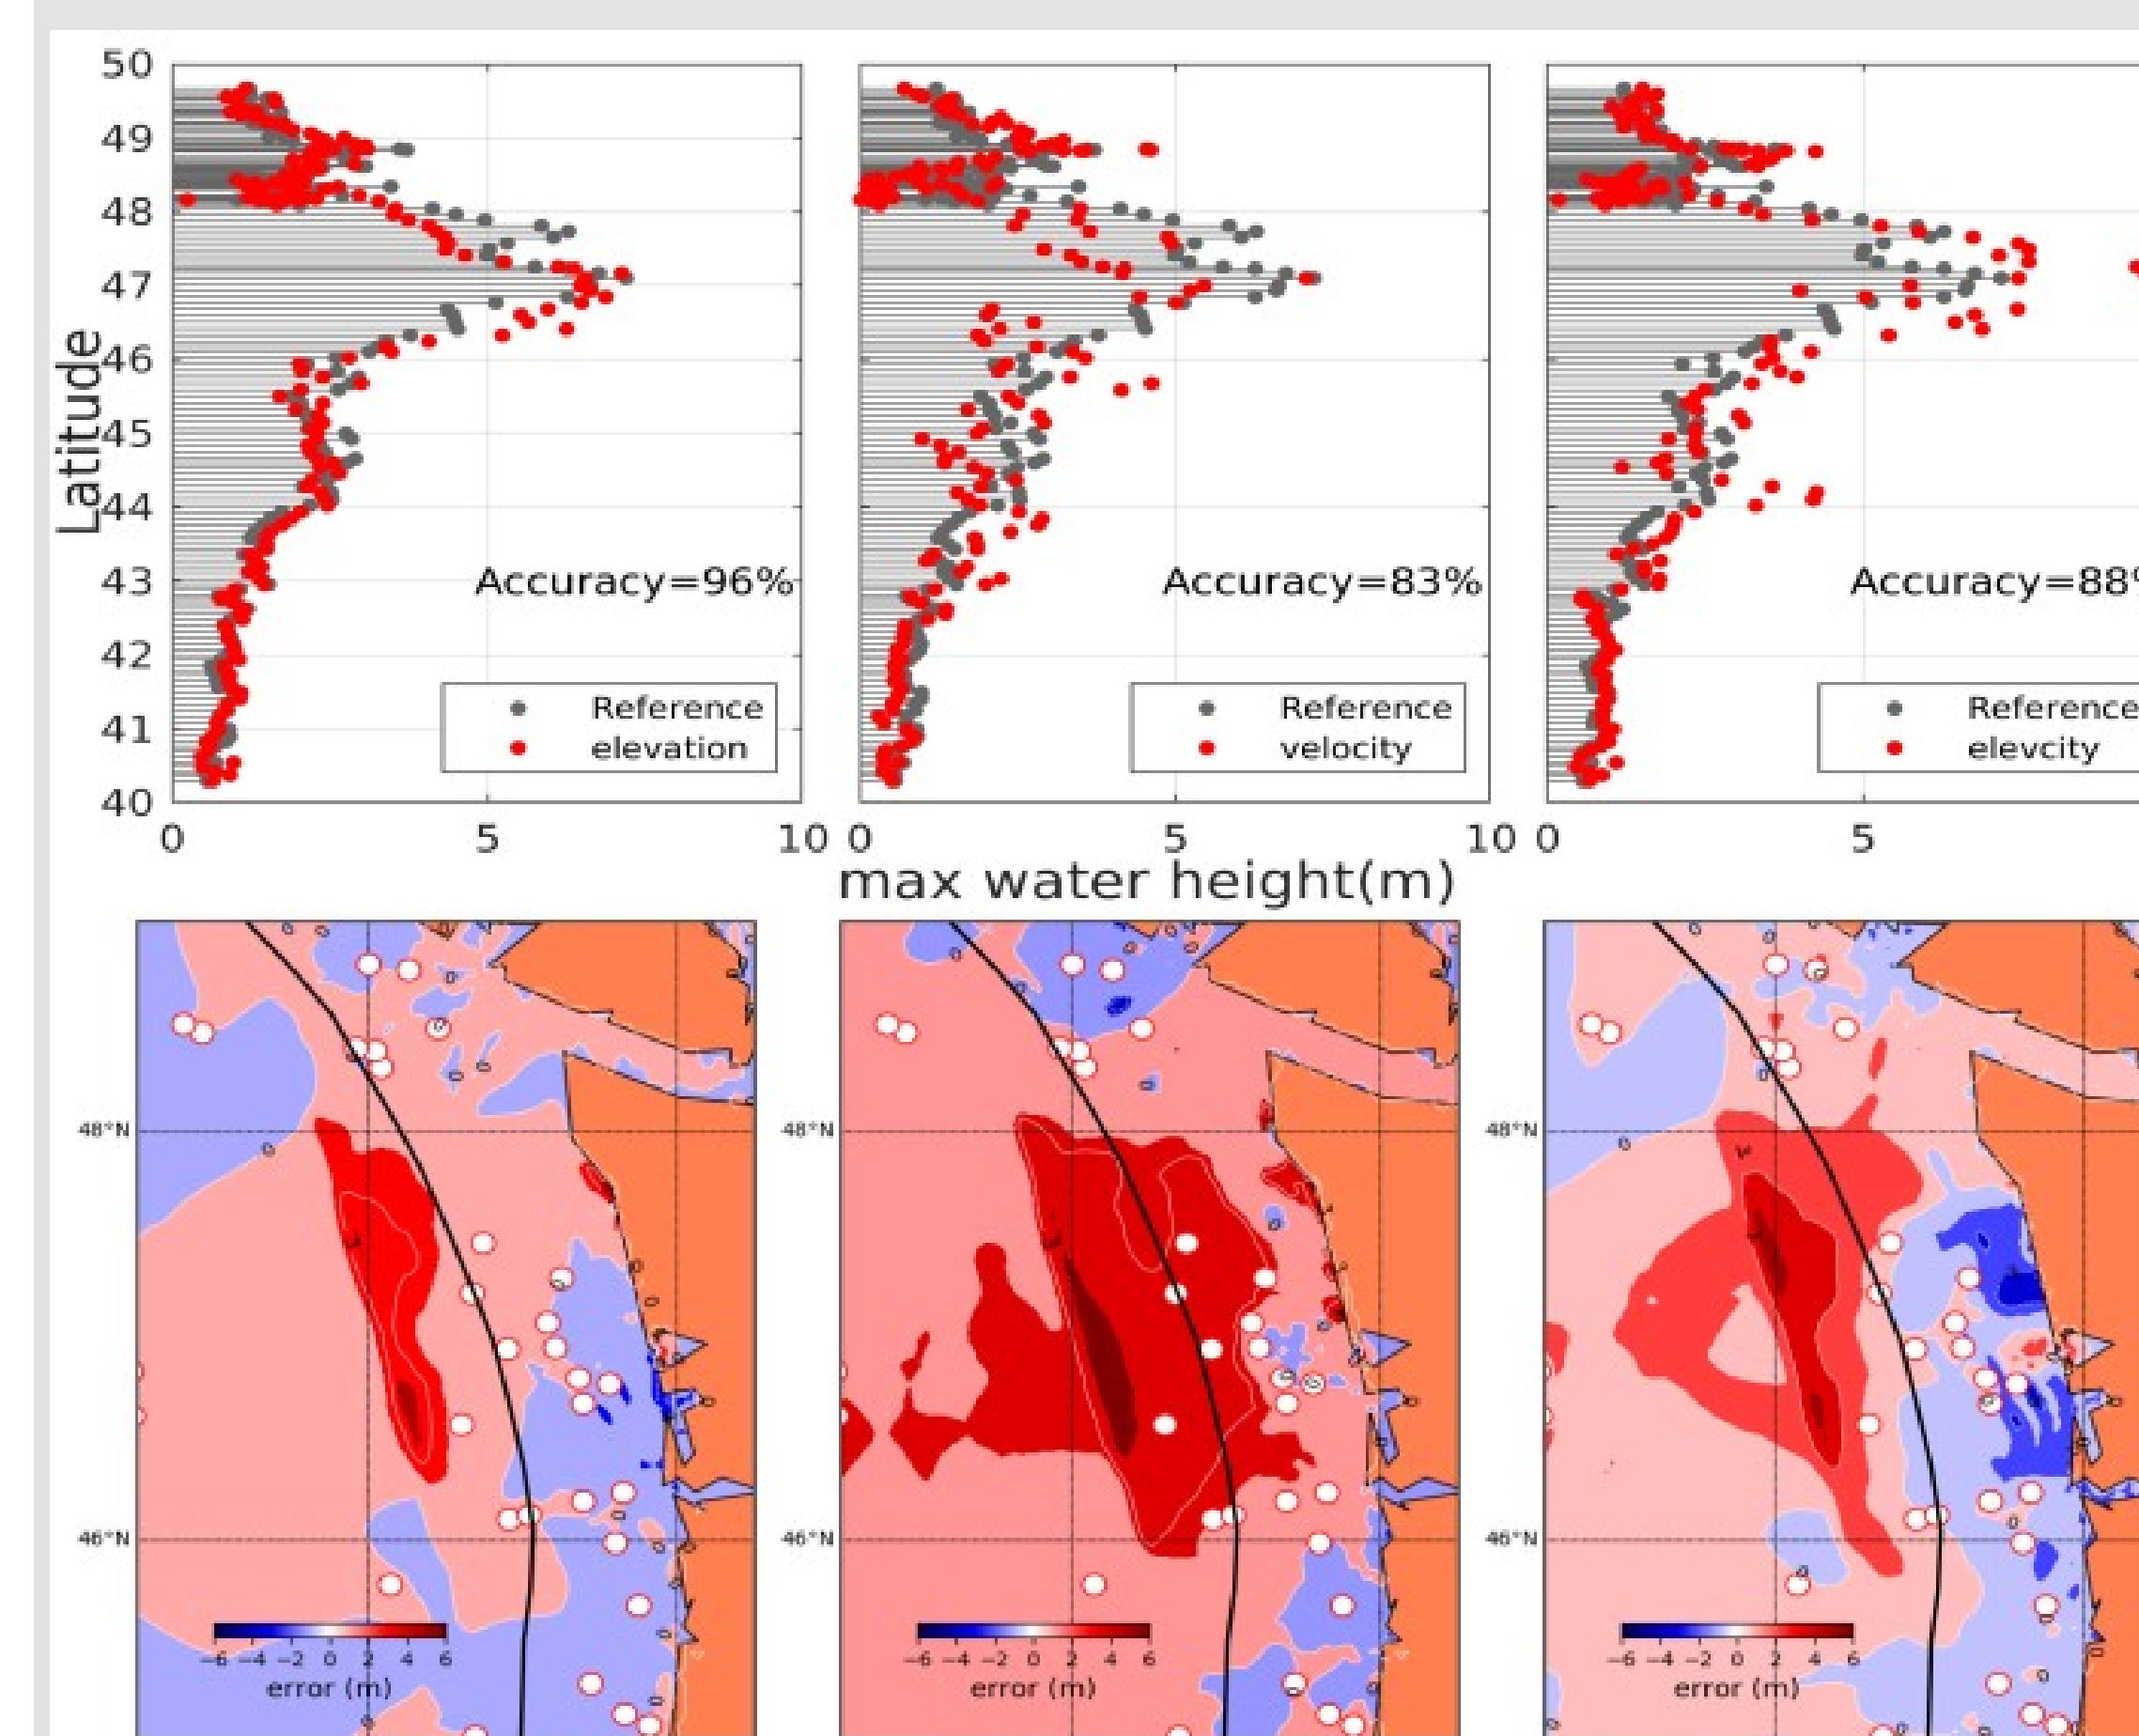 50
49
48
47
46
45
44
43
42
41
40
Latitude
Accuracy=96%
Reference
elevation
0 5 10
Accuracy=83%
Reference
velocity
0 5 10
Accuracy=88%
Reference
elevcity
0 5
max water height(m)
48°N
46°N
-6 -4 -2 0 2 4 6
error (m)
48°N
46°N
-6 -4 -2 0 2 4 6
error (m)
48°N
46°N
-6 -4 -2 0 2 4 6
error (m)